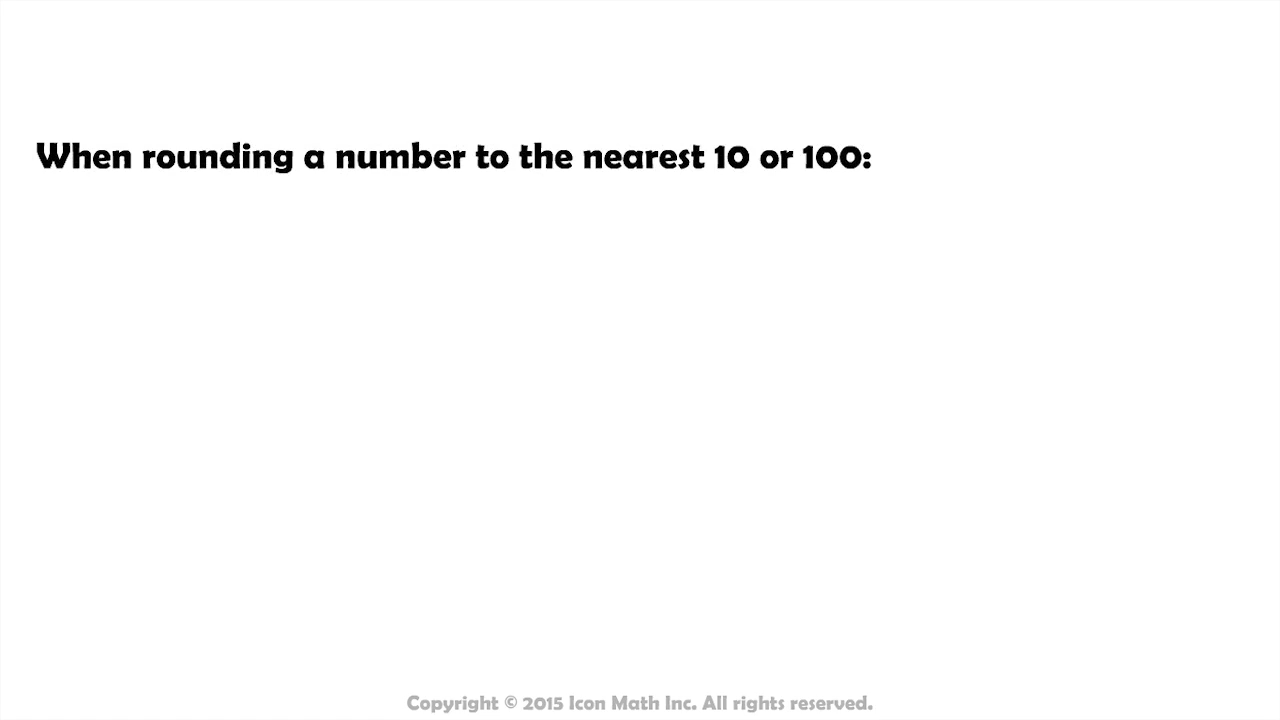 When rounding a number to the nearest 10 or 100:
Copyright © 2015 Icon Math Inc. All rights reserved.